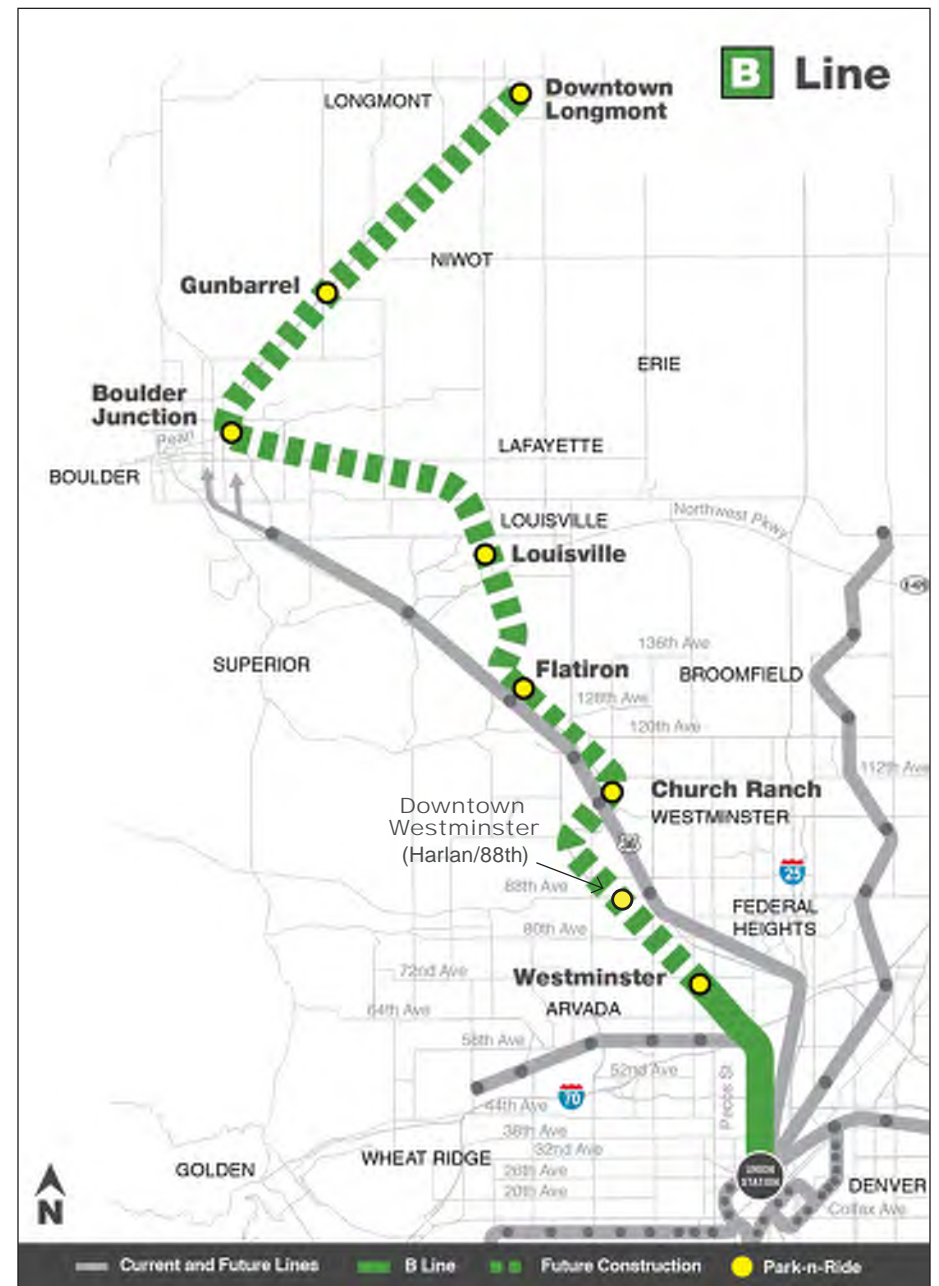 B Line
Downtown
Longmont
LONGMONT
NIWOT
Gunbarrel
ERIE
Boulder
Junction
Pearl
LAFAYETTE
BOULDER
Northwest Pkwy
LOUISVILLE
Louisville
136th Ave
SUPERIOR
Flatiron
BROOMFIELD
128th Ave
120th Ave
112th Ave
Church Ranch
WESTMINSTER
Downtown
Westminster
(Harlan/88th)
36
25
88th Ave
FEDERAL
HEIGHTS
80th Ave
72nd Ave
Westminster
64th Ave
ARVADA
56th Ave
52nd Ave
Pecos St
70
44th Ave
38th Ave
32nd Ave
WHEAT RIDGE
GOLDEN
26th Ave
20th Ave
UNION
STATION
DENVER
Colfax Ave
N
Current and Future Lines
B Line
Future Construction
Park-n-Ride